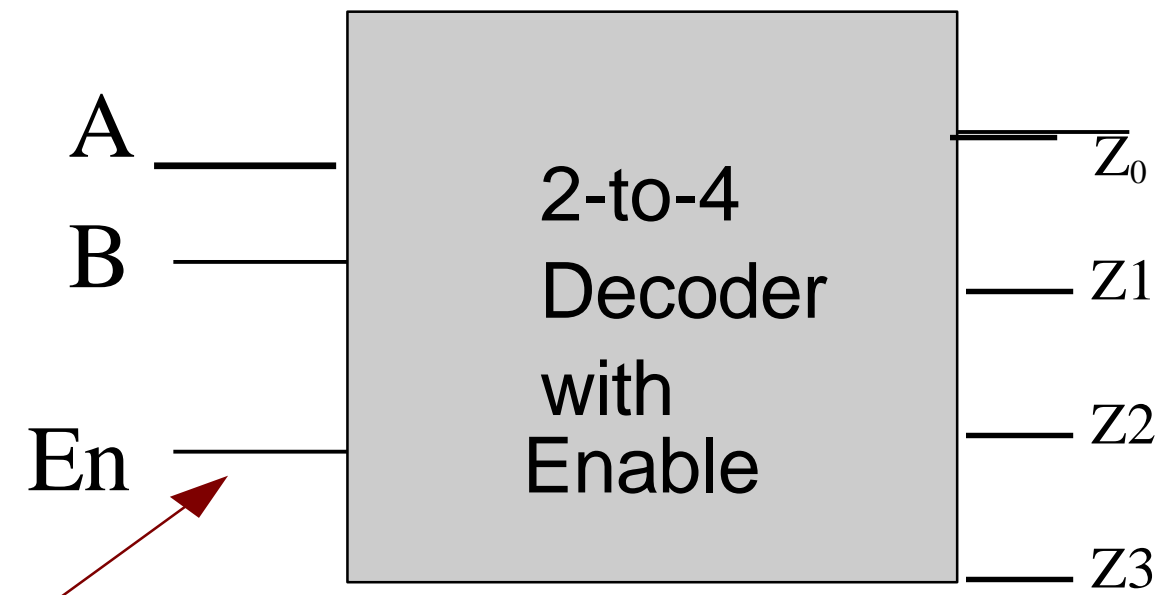 A
B
En
2-to-4
Decoder
with
Enable
Z₀
Z1
Z2
Z3